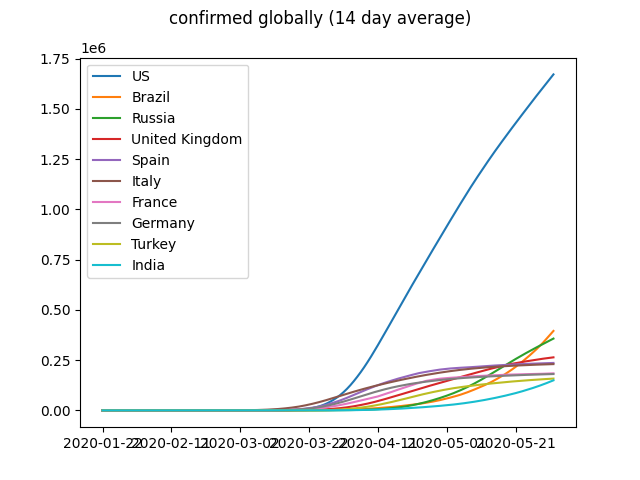 confirmed globally (14 day average)
1e6
1.75
1.50
1.25
1.00
0.75
0.50
0.25
0.00
US
Brazil
Russia
United Kingdom
Spain
Italy
France
Germany
Turkey
India
2020-01-22 2020-02-11 2020-03-02 2020-03-22 2020-04-11 2020-05-01 2020-05-21